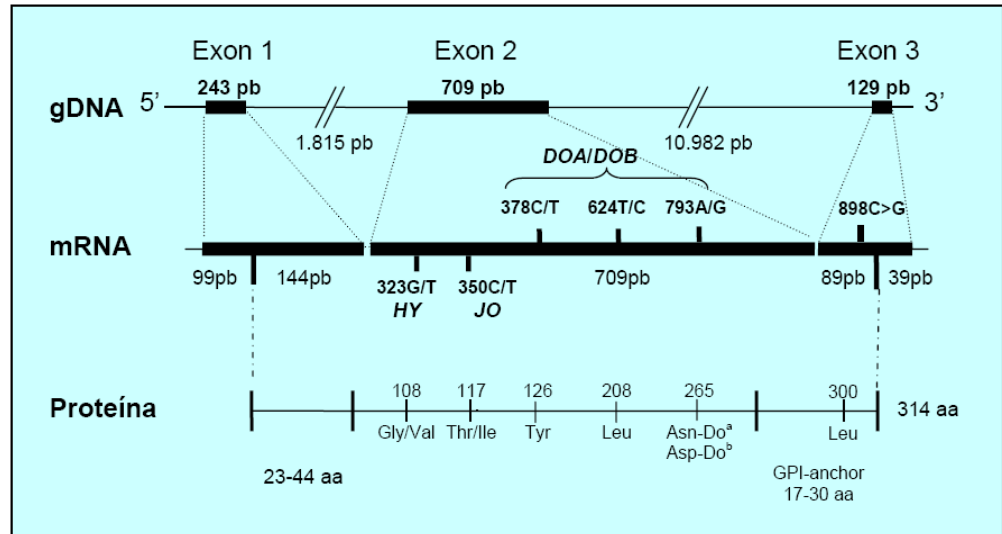 Exon 1 Exon 2 Exon 3
243 pb 709 pb 129 pb
gDNA 5’ 3’
1.815 pb 10.982 pb
DOA/DOB
378C/T 624T/C 793A/G 898C>G
mRNA
99pb 144pb 709pb 89pb 39pb
323G/T 350C/T
HY JO
108 117 126 208 265 300
Proteína 314 aa
Gly/Val Thr/Ile Tyr Leu Asn-Doᵃ Leu
Asp-Doᵇ
23-44 aa GPI-anchor
17-30 aa